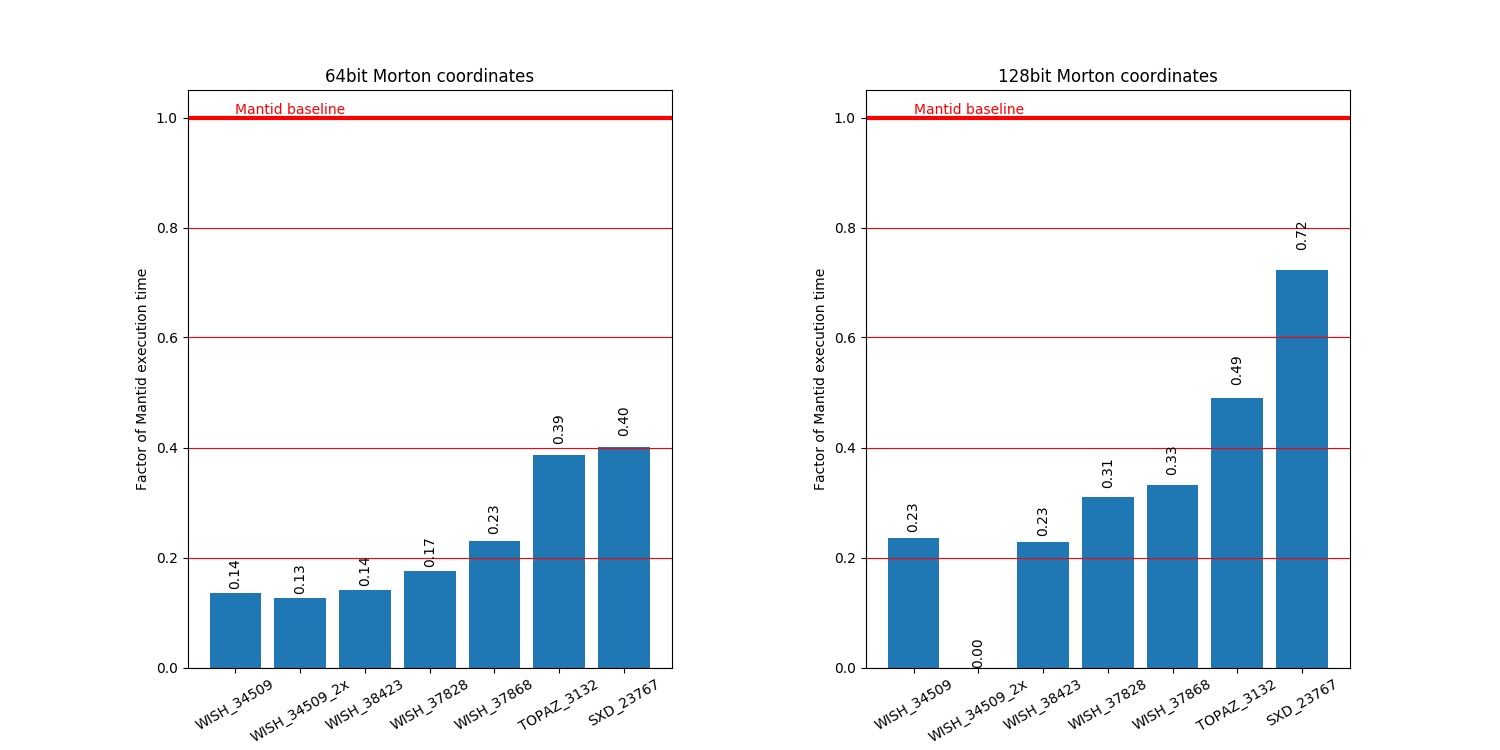 64bit Morton coordinates
Mantid baseline
Factor of Mantid execution time
1.0
0.8
0.6
0.4
0.2
0.0
0.14
0.13
0.14
0.17
0.23
0.39
0.40
WISH_34509
WISH_34509_2x
WISH_38423
WISH_37828
WISH_37868
TOPAZ_3132
SXD_23767
128bit Morton coordinates
Mantid baseline
Factor of Mantid execution time
1.0
0.8
0.6
0.4
0.2
0.0
0.23
0.00
0.23
0.31
0.33
0.49
0.72
WISH_34509
WISH_34509_2x
WISH_38423
WISH_37828
WISH_37868
TOPAZ_3132
SXD_23767